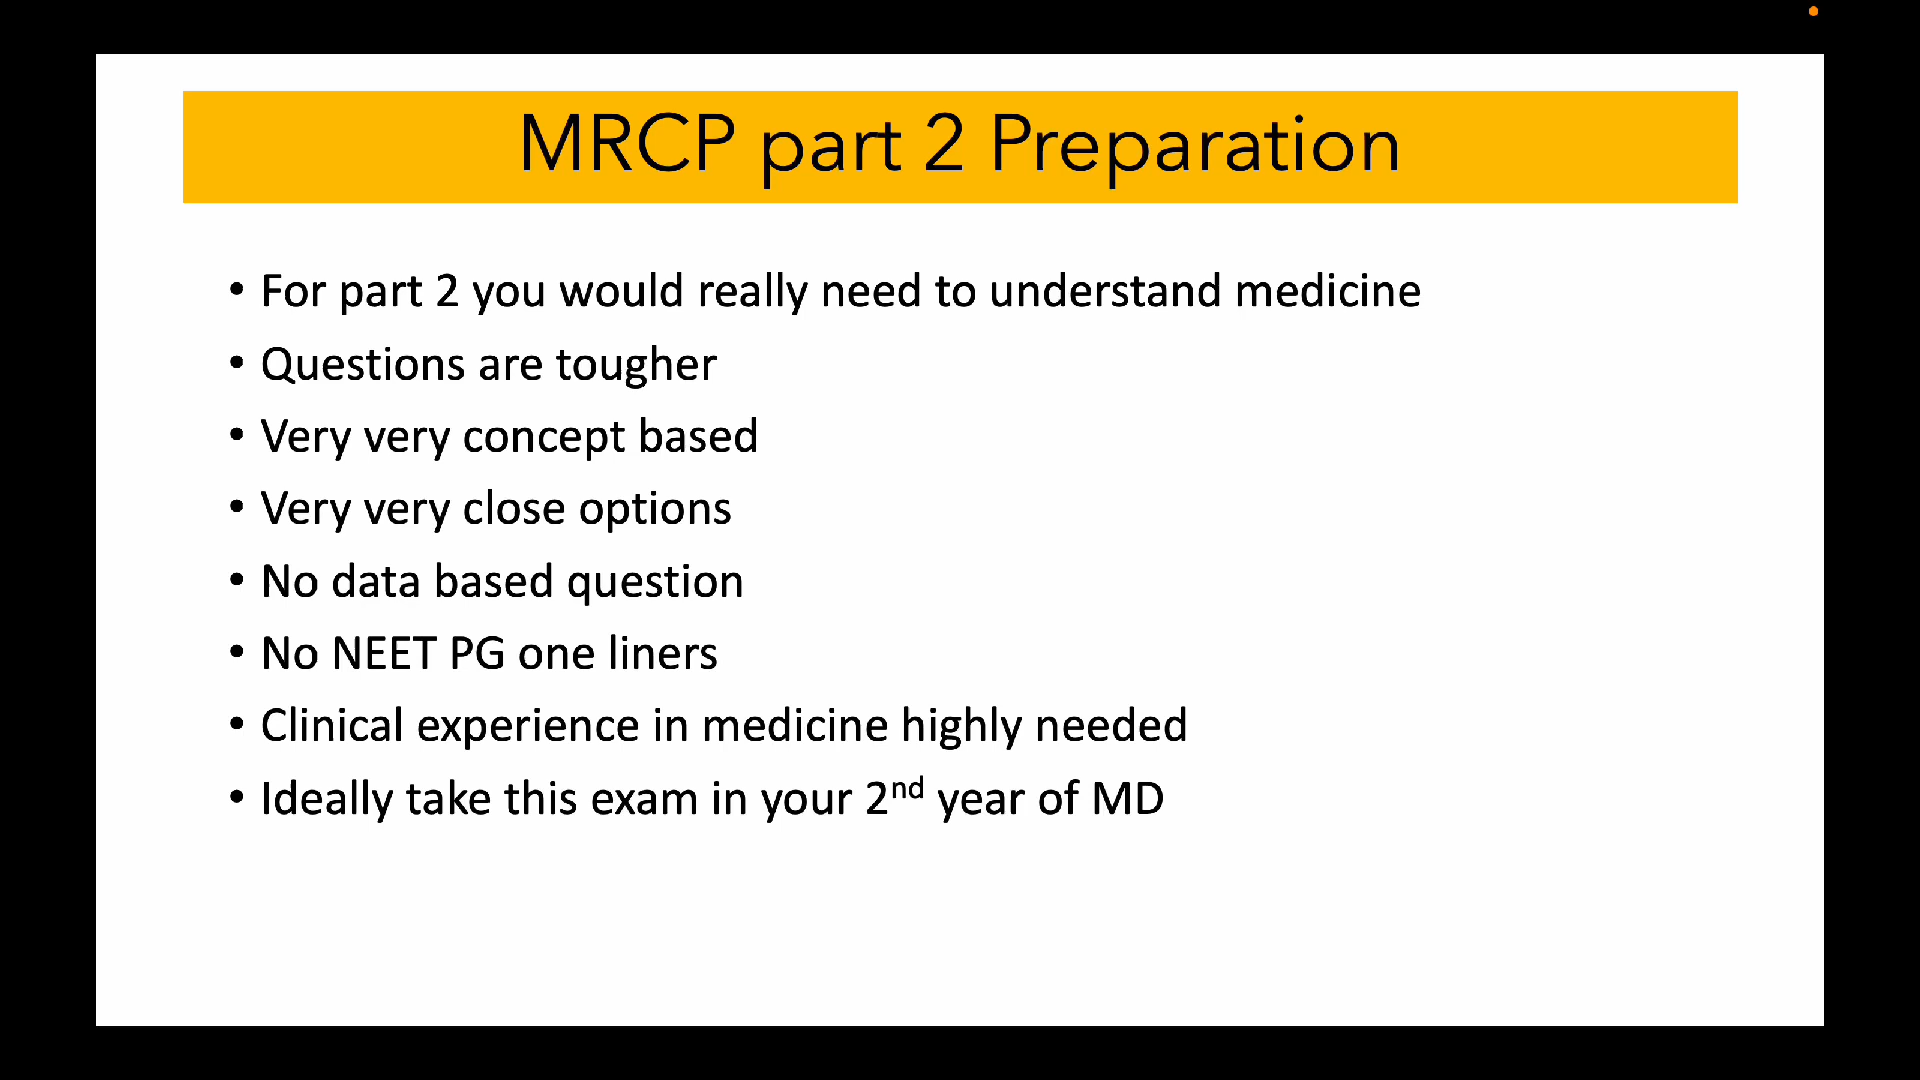 MRCP part 2 Preparation
• For part 2 you would really need to understand medicine
• Questions are tougher
• Very very concept based
• Very very close options
• No data based question
• No NEET PG one liners
• Clinical experience in medicine highly needed
• Ideally take this exam in your 2nd year of MD